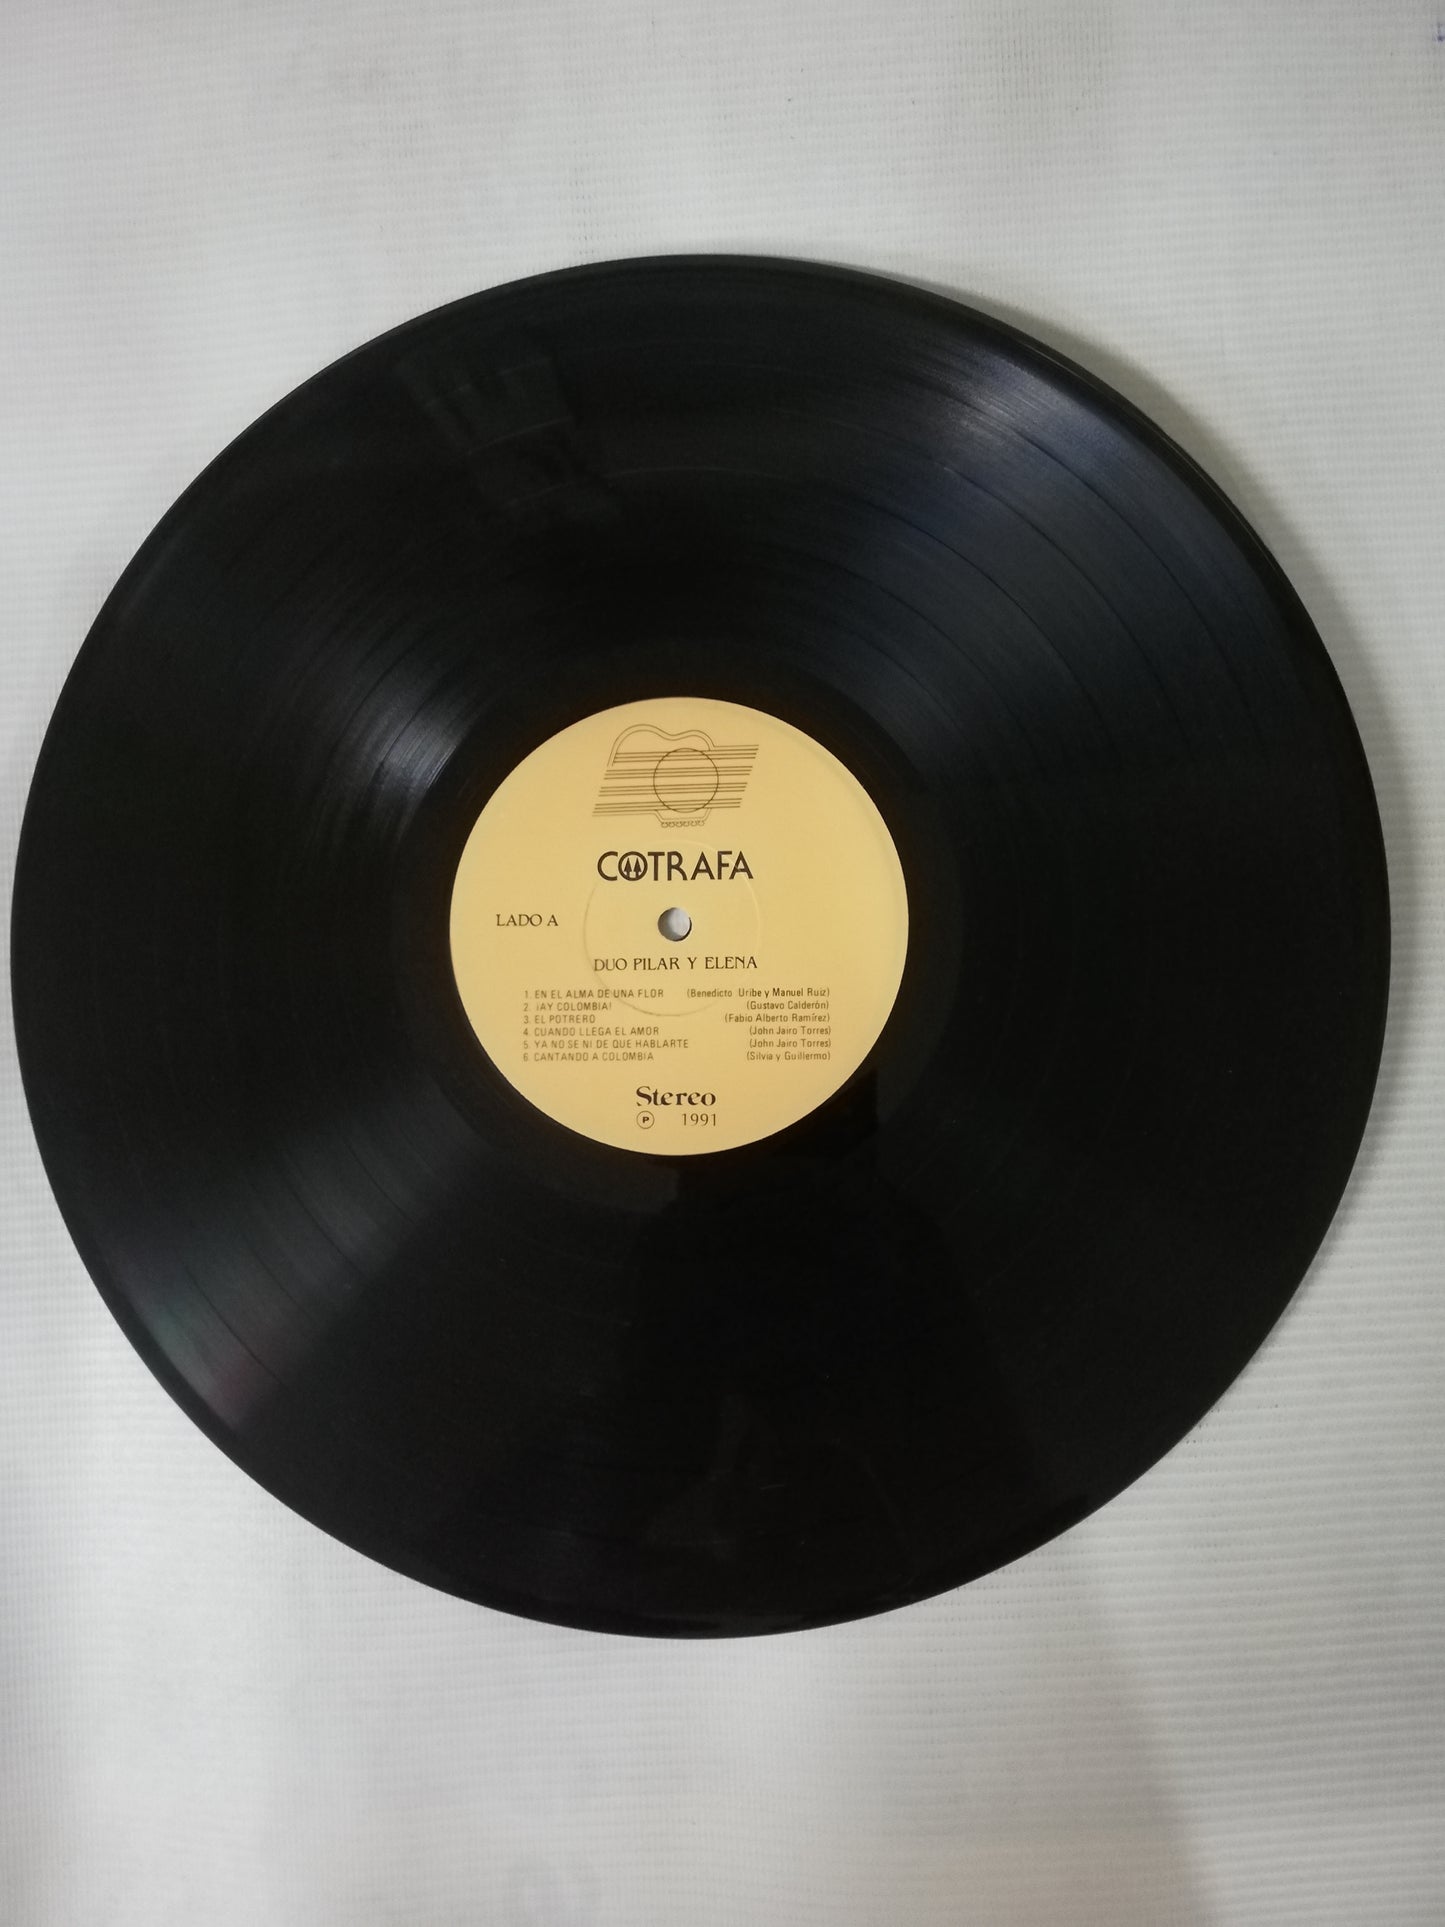 COTRAFA
LADO A
DUO PILAR Y ELENA
1. EN EL ALMA DE UNA FLOR (Benedicto Uribe y Manuel Ruiz)
2. ¡AY COLOMBIA! (Gustavo Calderón)
3. EL POTRERO (Fabio Alberto Ramírez)
4. CUANDO LLEGA EL AMOR (John Jairo Torres)
5. YA NO SE NI DE QUE HABLARTE (John Jairo Torres)
6. CANTANDO A COLOMBIA (Silvia y Guillermo)
Stereo
℗ 1991